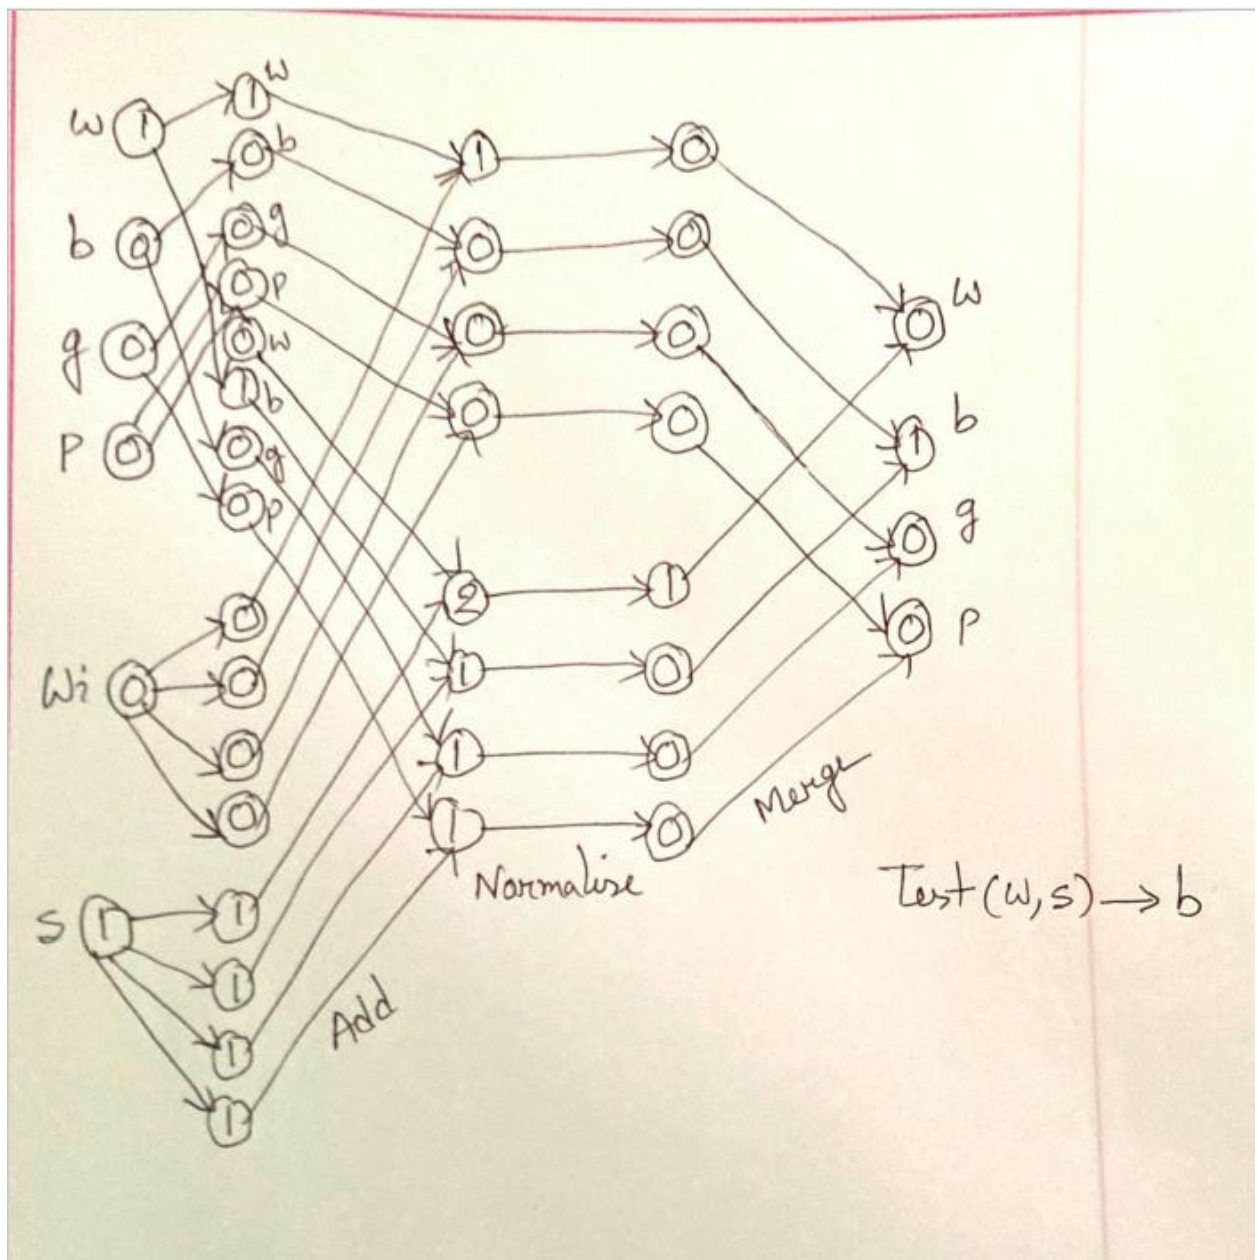 w 1 1 w
0 b 1 0
b 0 0 g 0 0
0 p
g 0 0 w 0 0 0 w
1 b
p 0 0 g 0 0 1 b
0 p
0 g
2 1
Wi 0 0 0 p
0 1 0
0 1 0
0 1 0
Merge
Normalise
S 1 1 Test (w,s) → b
1
Add
1
1